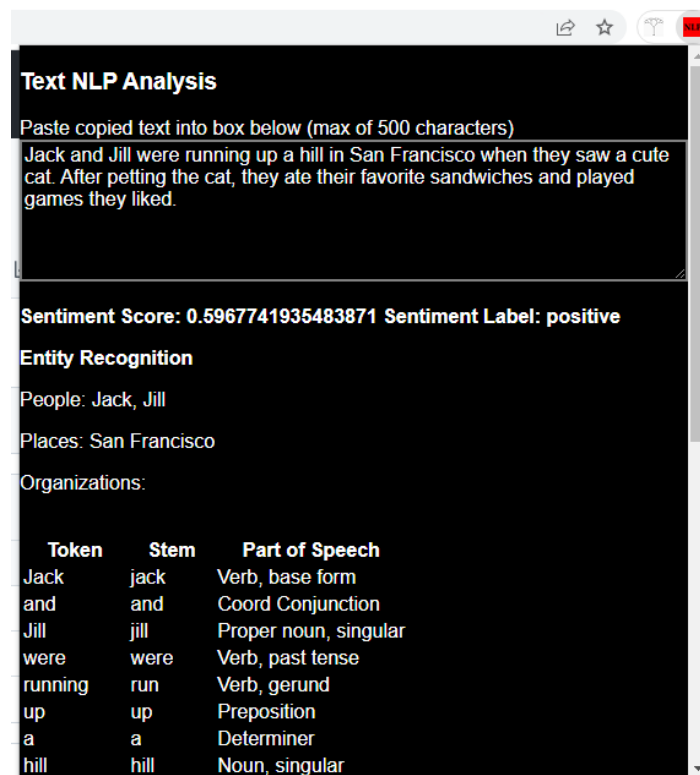 Text NLP Analysis
Paste copied text into box below (max of 500 characters)
Jack and Jill were running up a hill in San Francisco when they saw a cute
cat. After petting the cat, they ate their favorite sandwiches and played
games they liked.
Sentiment Score: 0.5967741935483871 Sentiment Label: positive
Entity Recognition
People: Jack, Jill
Places: San Francisco
Organizations:
Token Stem Part of Speech
Jack jack Verb, base form
and and Coord Conjunction
Jill jill Proper noun, singular
were were Verb, past tense
running run Verb, gerund
up up Preposition
a a Determiner
hill hill Noun, singular